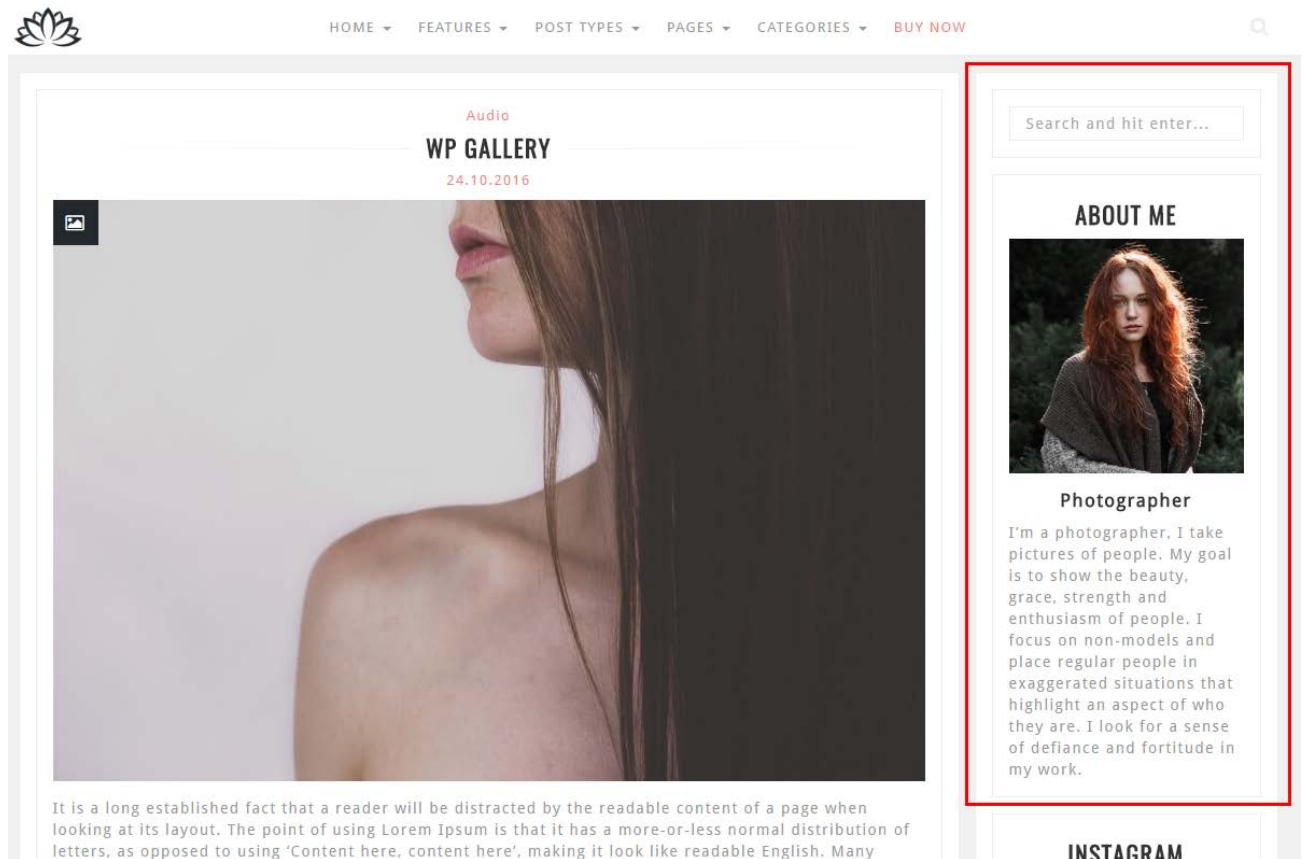 HOME FEATURES POST TYPES PAGES CATEGORIES BUY NOW
Audio
WP GALLERY
24.10.2016
It is a long established fact that a reader will be distracted by the readable content of a page when
looking at its layout. The point of using Lorem Ipsum is that it has a more-or-less normal distribution of
letters, as opposed to using ‘Content here, content here’, making it look like readable English. Many
Search and hit enter...
ABOUT ME
Photographer
I’m a photographer, I take
pictures of people. My goal
is to show the beauty,
grace, strength and
enthusiasm of people. I
focus on non-models and
place regular people in
exaggerated situations that
highlight an aspect of who
they are. I look for a sense
of defiance and fortitude in
my work.
INSTAGRAM